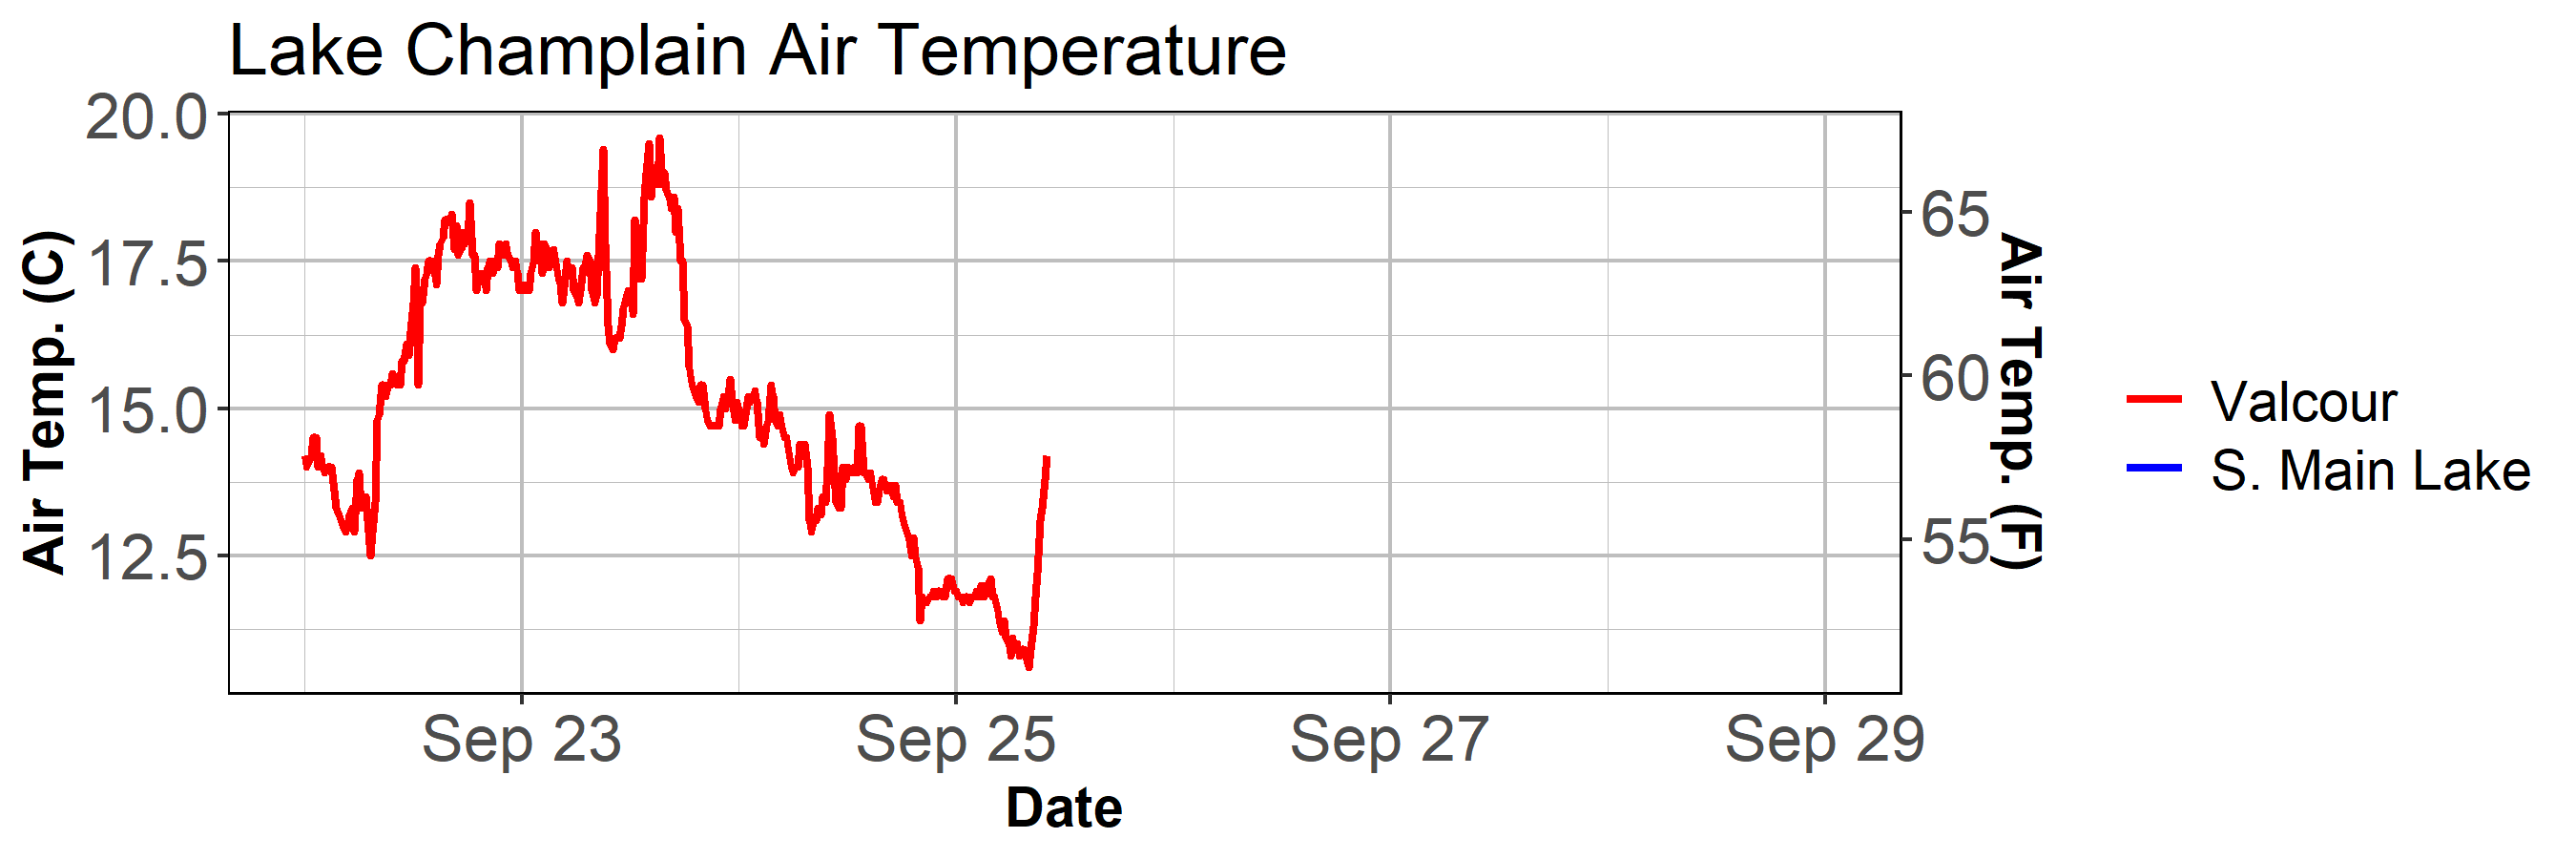 Lake Champlain Air Temperature
20.0
17.5
15.0
12.5
Air Temp. (C)
65
60
55
Air Temp. (F)
Sep 23
Sep 25
Sep 27
Sep 29
Date
Valcour
S. Main Lake